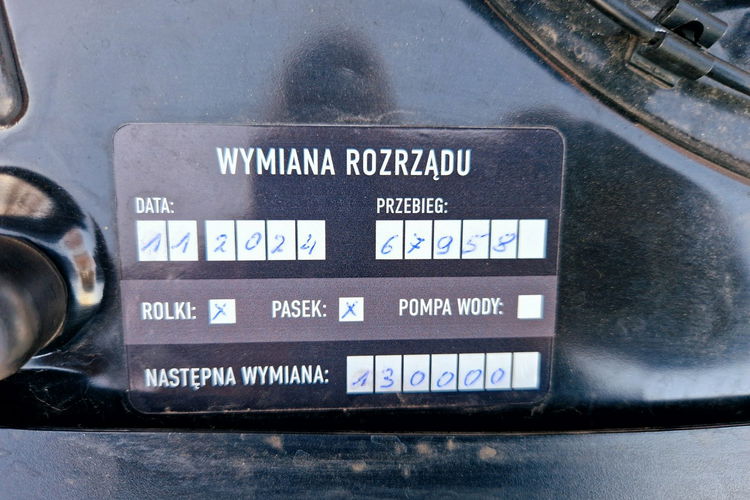 WYMIANA ROZRZĄDU
DATA: PRZEBIEG:
11 2024 67958
ROLKI: x PASEK: x POMPA WODY:
NASTĘPNA WYMIANA: 130000